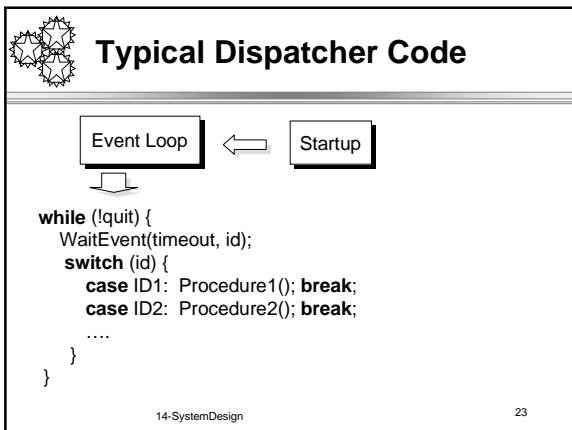 Typical Dispatcher Code
Event Loop
Startup
while (!quit) {
WaitEvent(timeout, id);
switch (id) {
case ID1: Procedure1(); break;
case ID2: Procedure2(); break;
….
}
}
14-SystemDesign
23